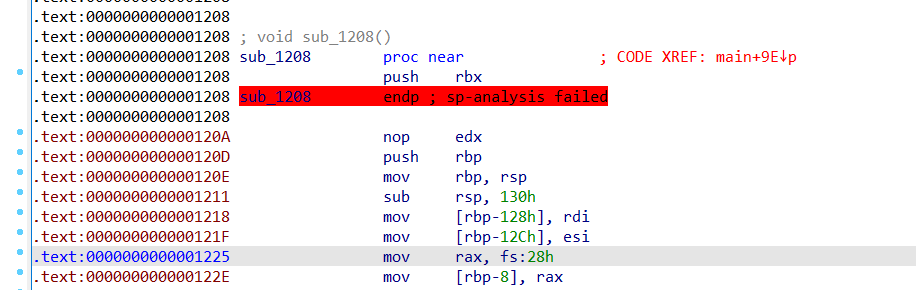 .text:0000000000001208
.text:0000000000001208
.text:0000000000001208 ; void sub_1208()
.text:0000000000001208 sub_1208 proc near ; CODE XREF: main+9E↓p
.text:0000000000001208 push rbx
.text:0000000000001208 sub_1208 endp ; sp-analysis failed
.text:0000000000001208
.text:000000000000120A nop edx
.text:000000000000120D push rbp
.text:000000000000120E mov rbp, rsp
.text:0000000000001211 sub rsp, 130h
.text:0000000000001218 mov [rbp-128h], rdi
.text:000000000000121F mov [rbp-12Ch], esi
.text:0000000000001225 mov rax, fs:28h
.text:000000000000122E mov [rbp-8], rax